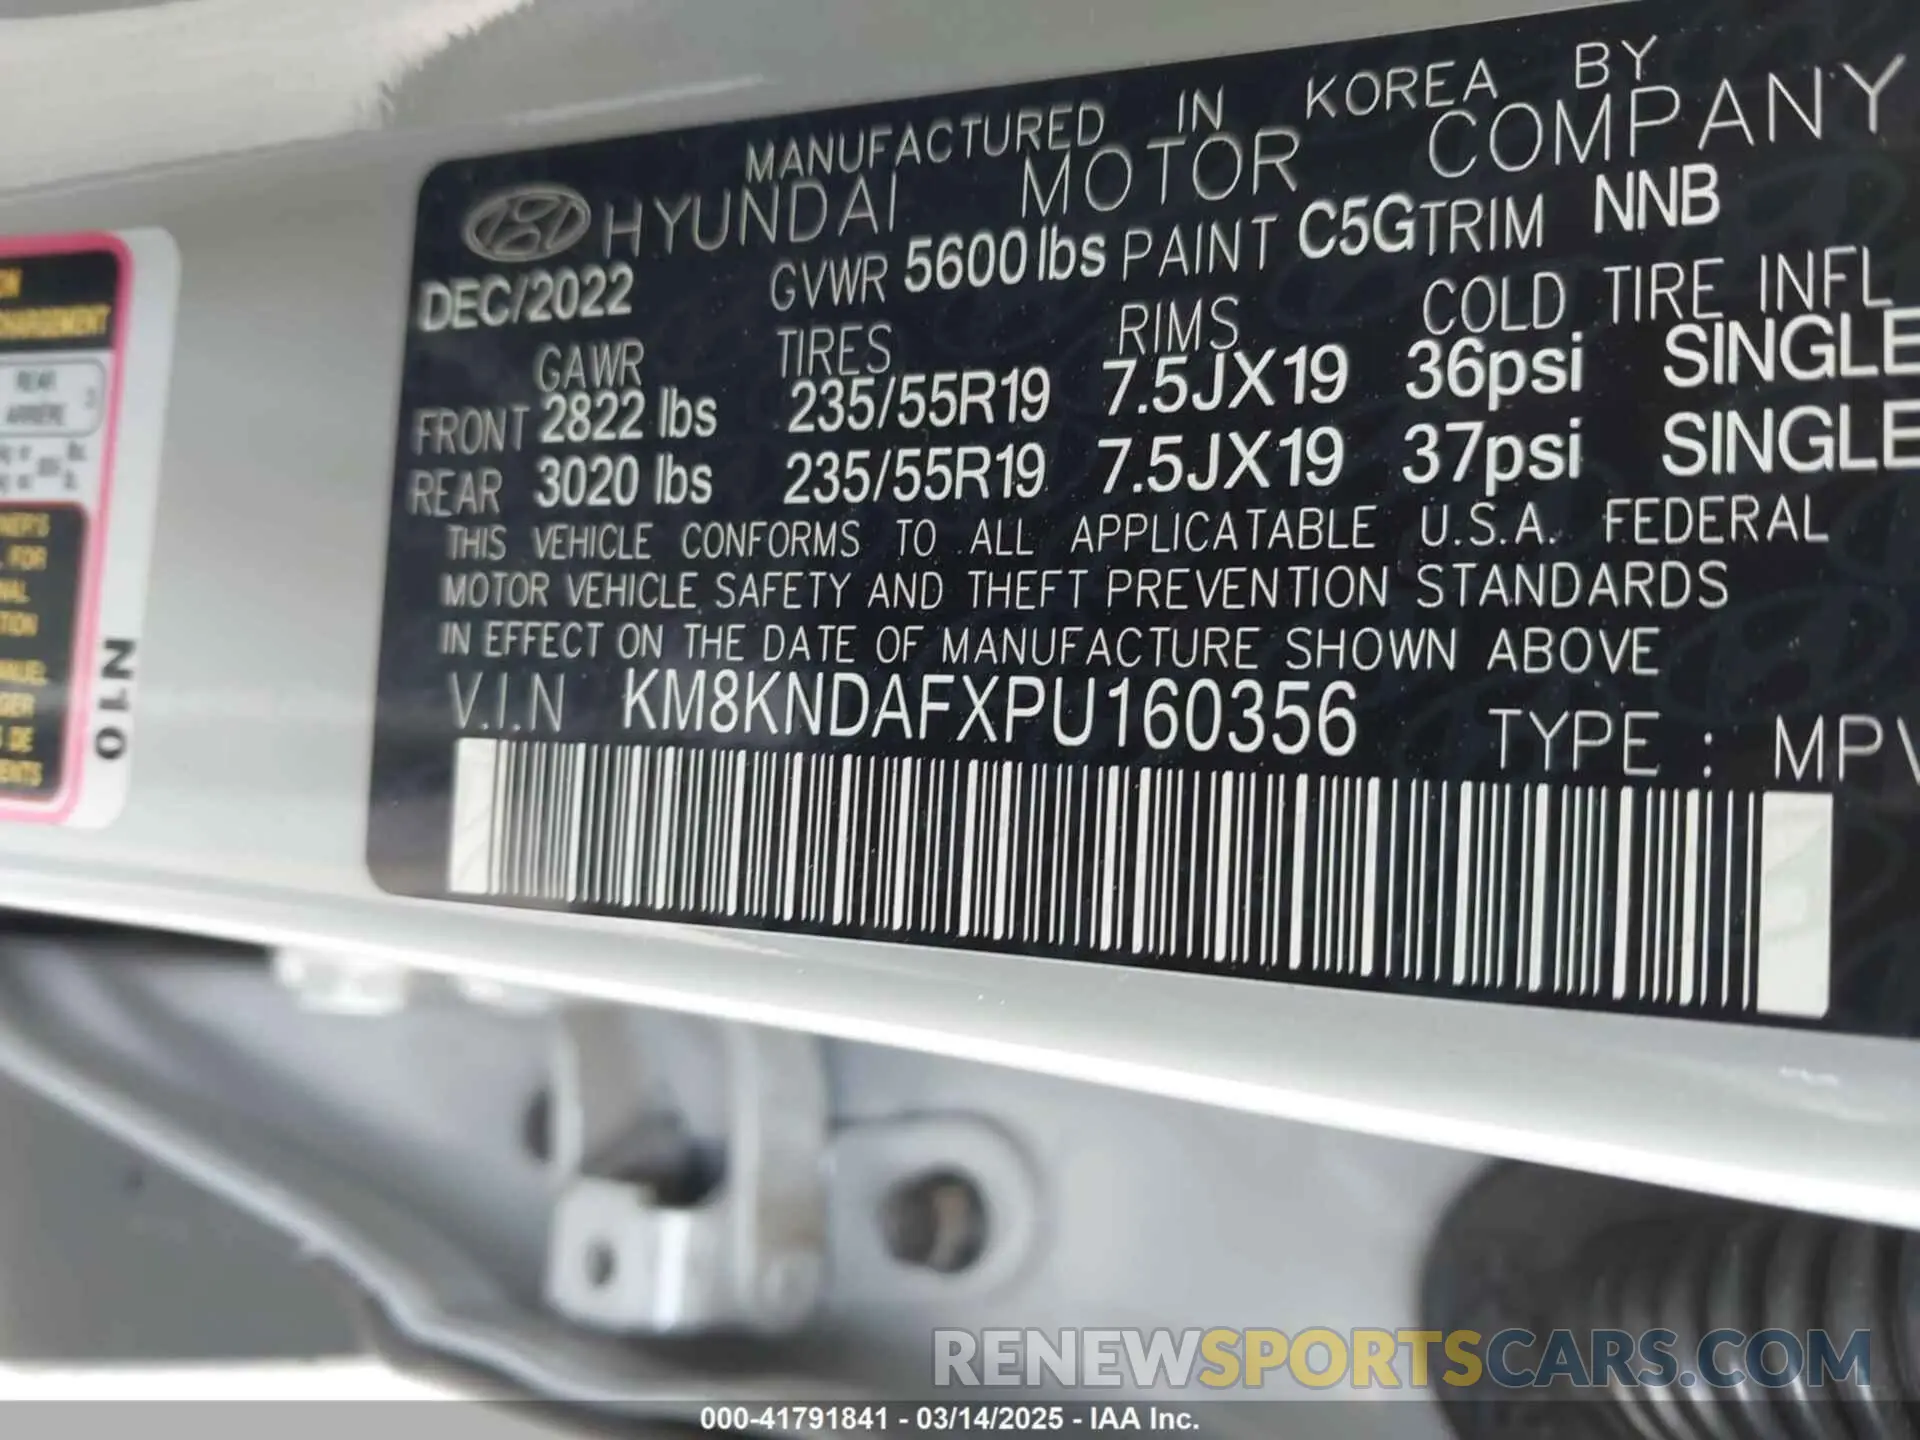 MANUFACTURED IN KOREA BY
HYUNDAI MOTOR COMPANY
DEC/2022 GVWR 5600 lbs PAINT C5G TRIM NNB
GAWR TIRES RIMS COLD TIRE INFL
FRONT 2822 lbs 235/55R19 7.5JX19 36psi SINGLE
REAR 3020 lbs 235/55R19 7.5JX19 37psi SINGLE
THIS VEHICLE CONFORMS TO ALL APPLICATABLE U.S.A. FEDERAL
MOTOR VEHICLE SAFETY AND THEFT PREVENTION STANDARDS
IN EFFECT ON THE DATE OF MANUFACTURE SHOWN ABOVE
V.I.N KM8KNDAFXPU160356 TYPE : MPV
REAR
ARRIÈRE
FOR
DE
N10
RENEWSPORTSCARS.COM
000-41791841 - 03/14/2025 - IAA Inc.